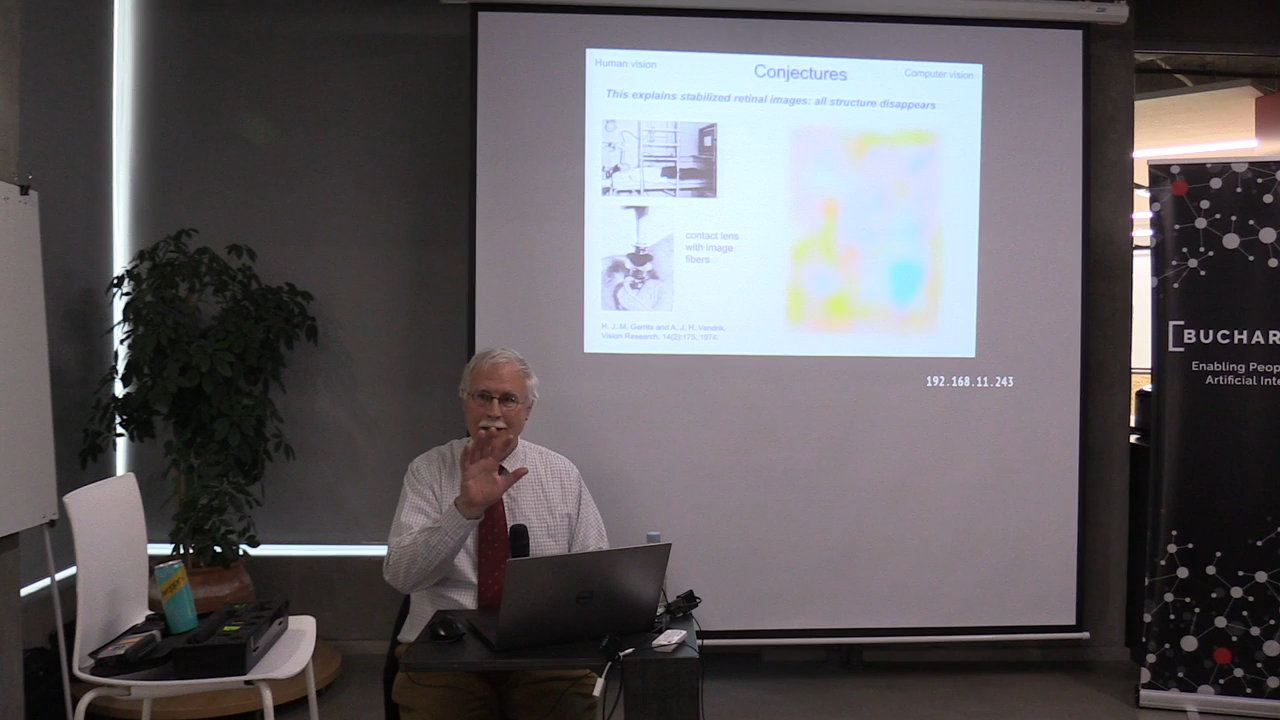 Human vision
Conjectures
Computer vision
This explains stabilized retinal images: all structure disappears
contact lens
with image
fibers
H. J. M. Gerrits and A. J. H. Vendrik.
Vision Research, 14(2):175, 1974.
192.168.11.243
[BUCHAR
Enabling Peop
Artificial Inte
DELL